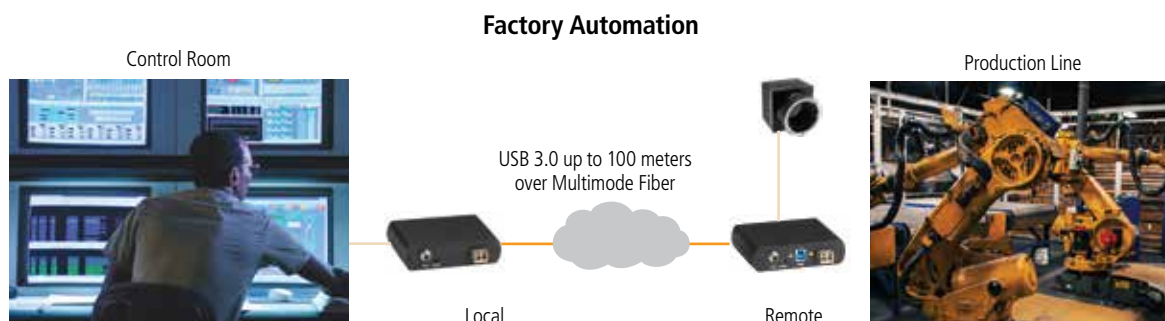 Factory Automation
Control Room
Production Line
USB 3.0 up to 100 meters
over Multimode Fiber
Local
Remote